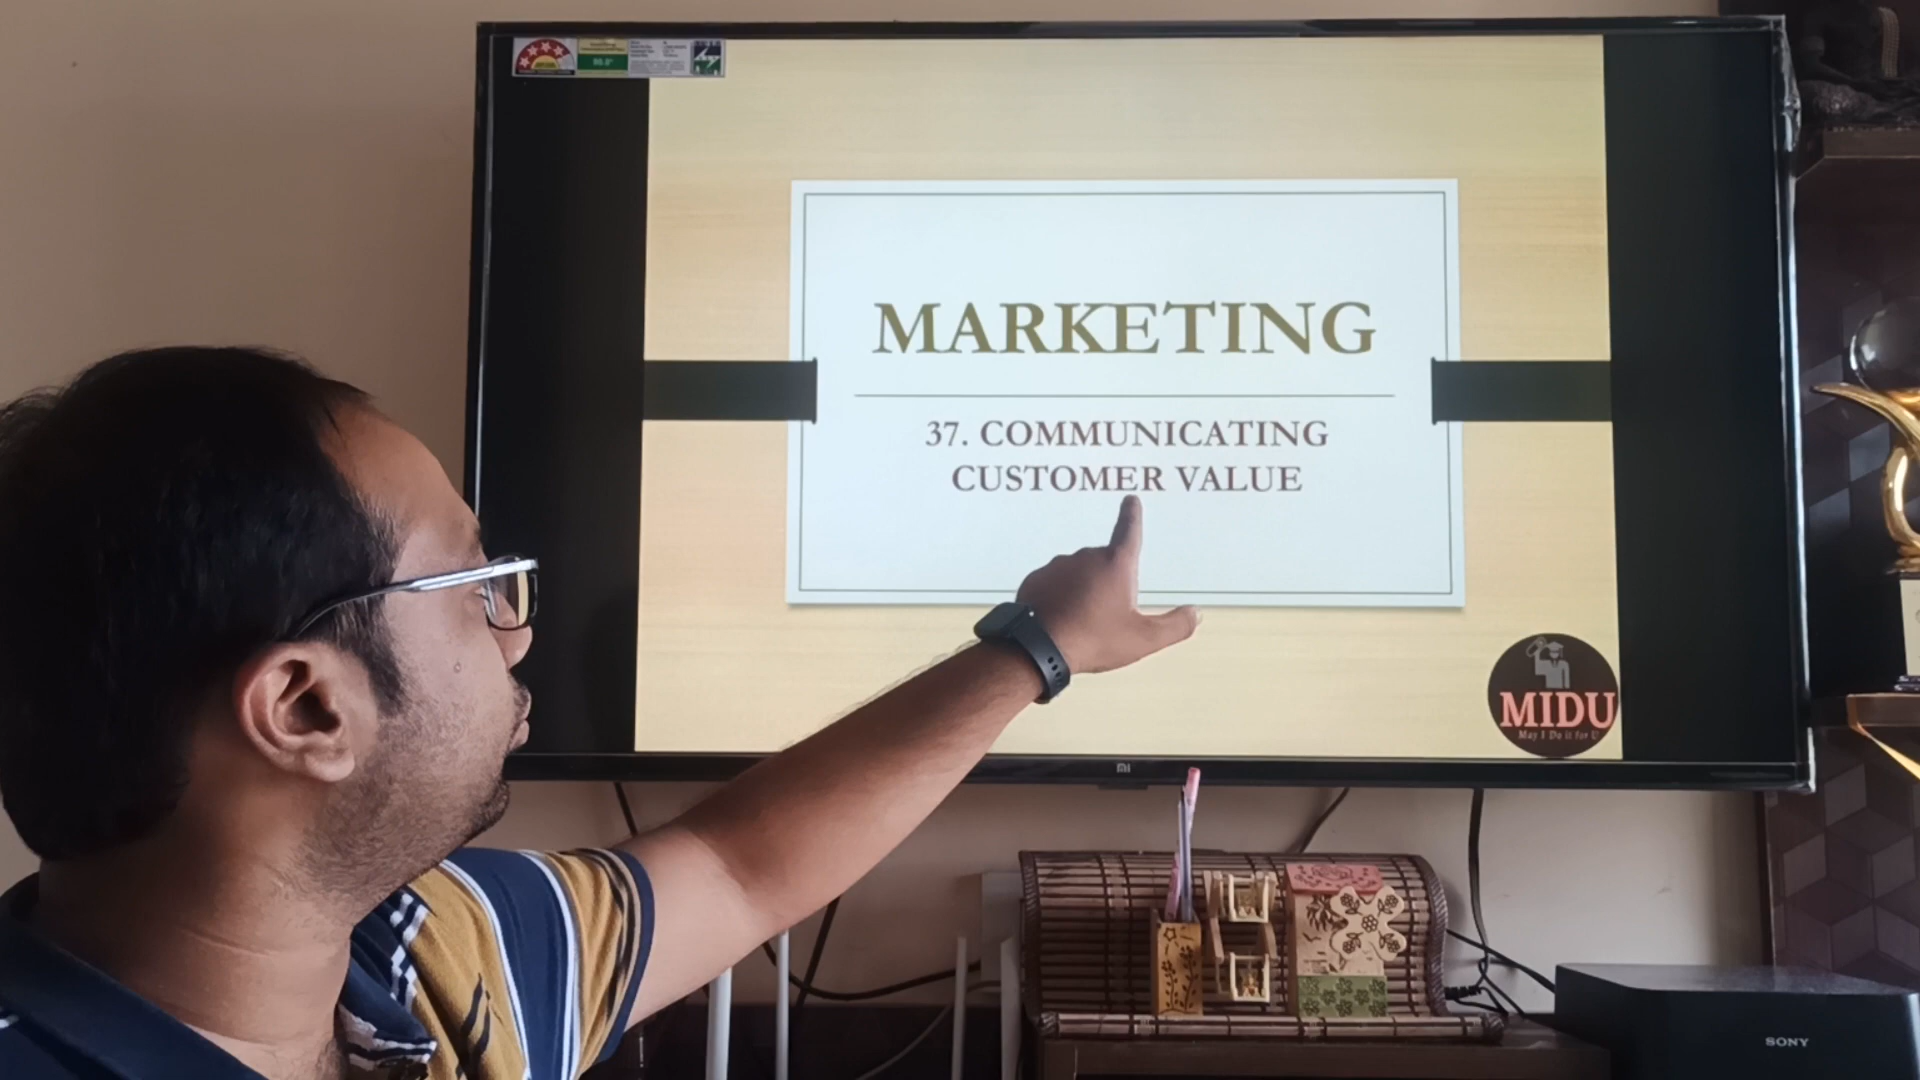 MARKETING
37. COMMUNICATING
CUSTOMER VALUE
MIDU
May I Do it for U
mi
SONY